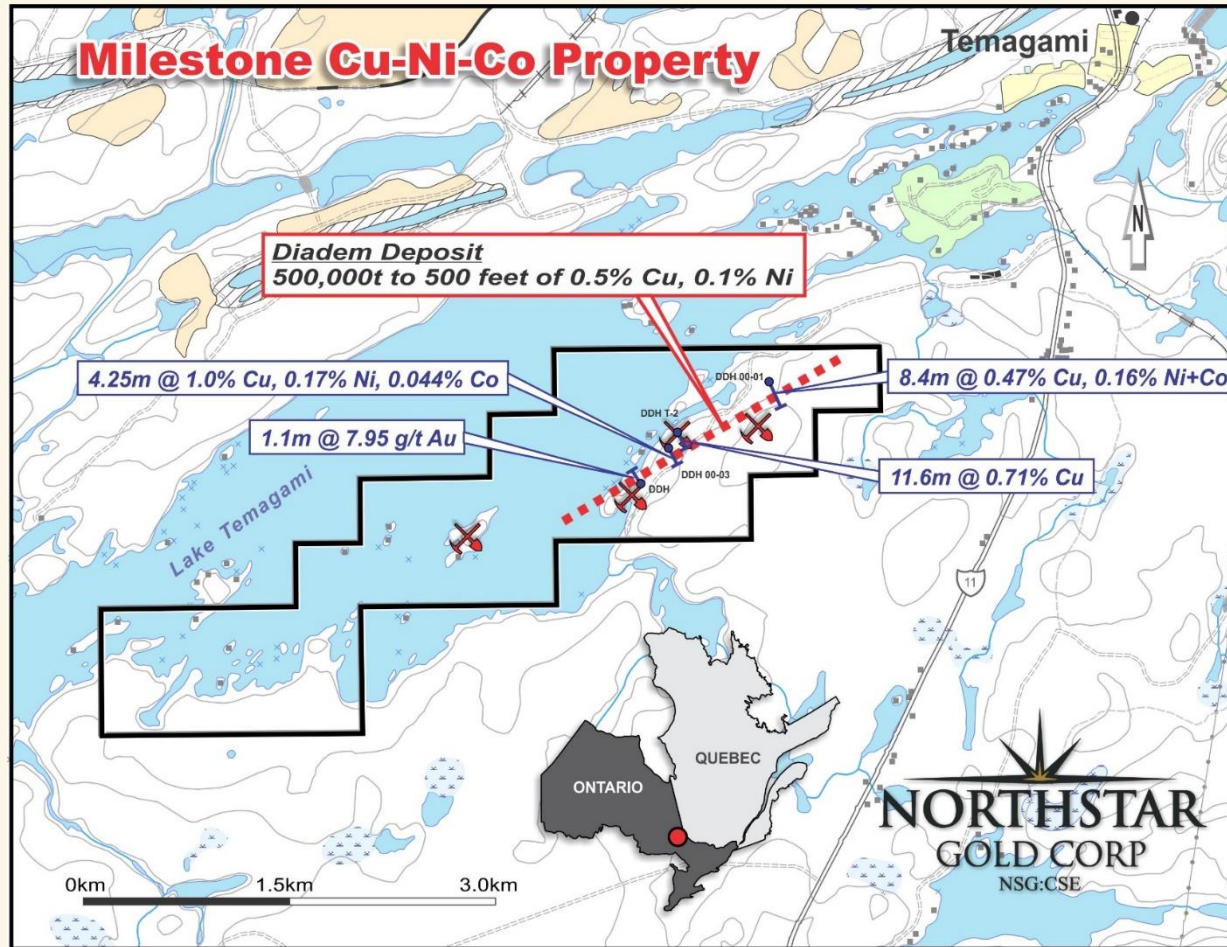 Milestone Cu-Ni-Co Property
Temagami
N
Diadem Deposit
500,000t to 500 feet of 0.5% Cu, 0.1% Ni
4.25m @ 1.0% Cu, 0.17% Ni, 0.044% Co
DDH 00-01
8.4m @ 0.47% Cu, 0.16% Ni+Co
DDH T-2
1.1m @ 7.95 g/t Au
DDH 00-03
11.6m @ 0.71% Cu
DDH
Lake Temagami
11
QUEBEC
ONTARIO
NORTHSTAR
GOLD CORP
NSG:CSE
0km 1.5km 3.0km